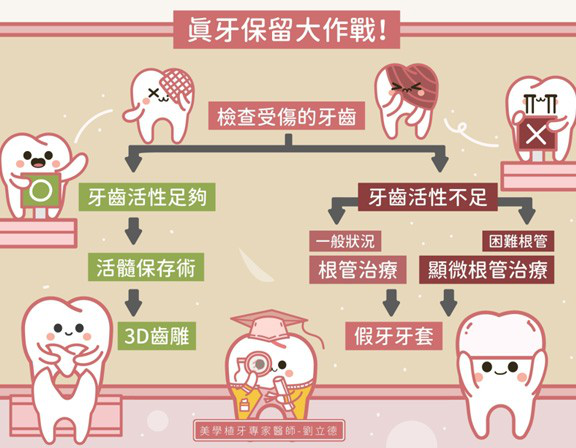 眞牙保留大作戰！
檢查受傷的牙齒
牙齒活性足夠
牙齒活性不足
一般狀況
困難根管
活髓保存術
根管治療
顯微根管治療
3D齒雕
假牙牙套
美學植牙專家醫師-劉立德